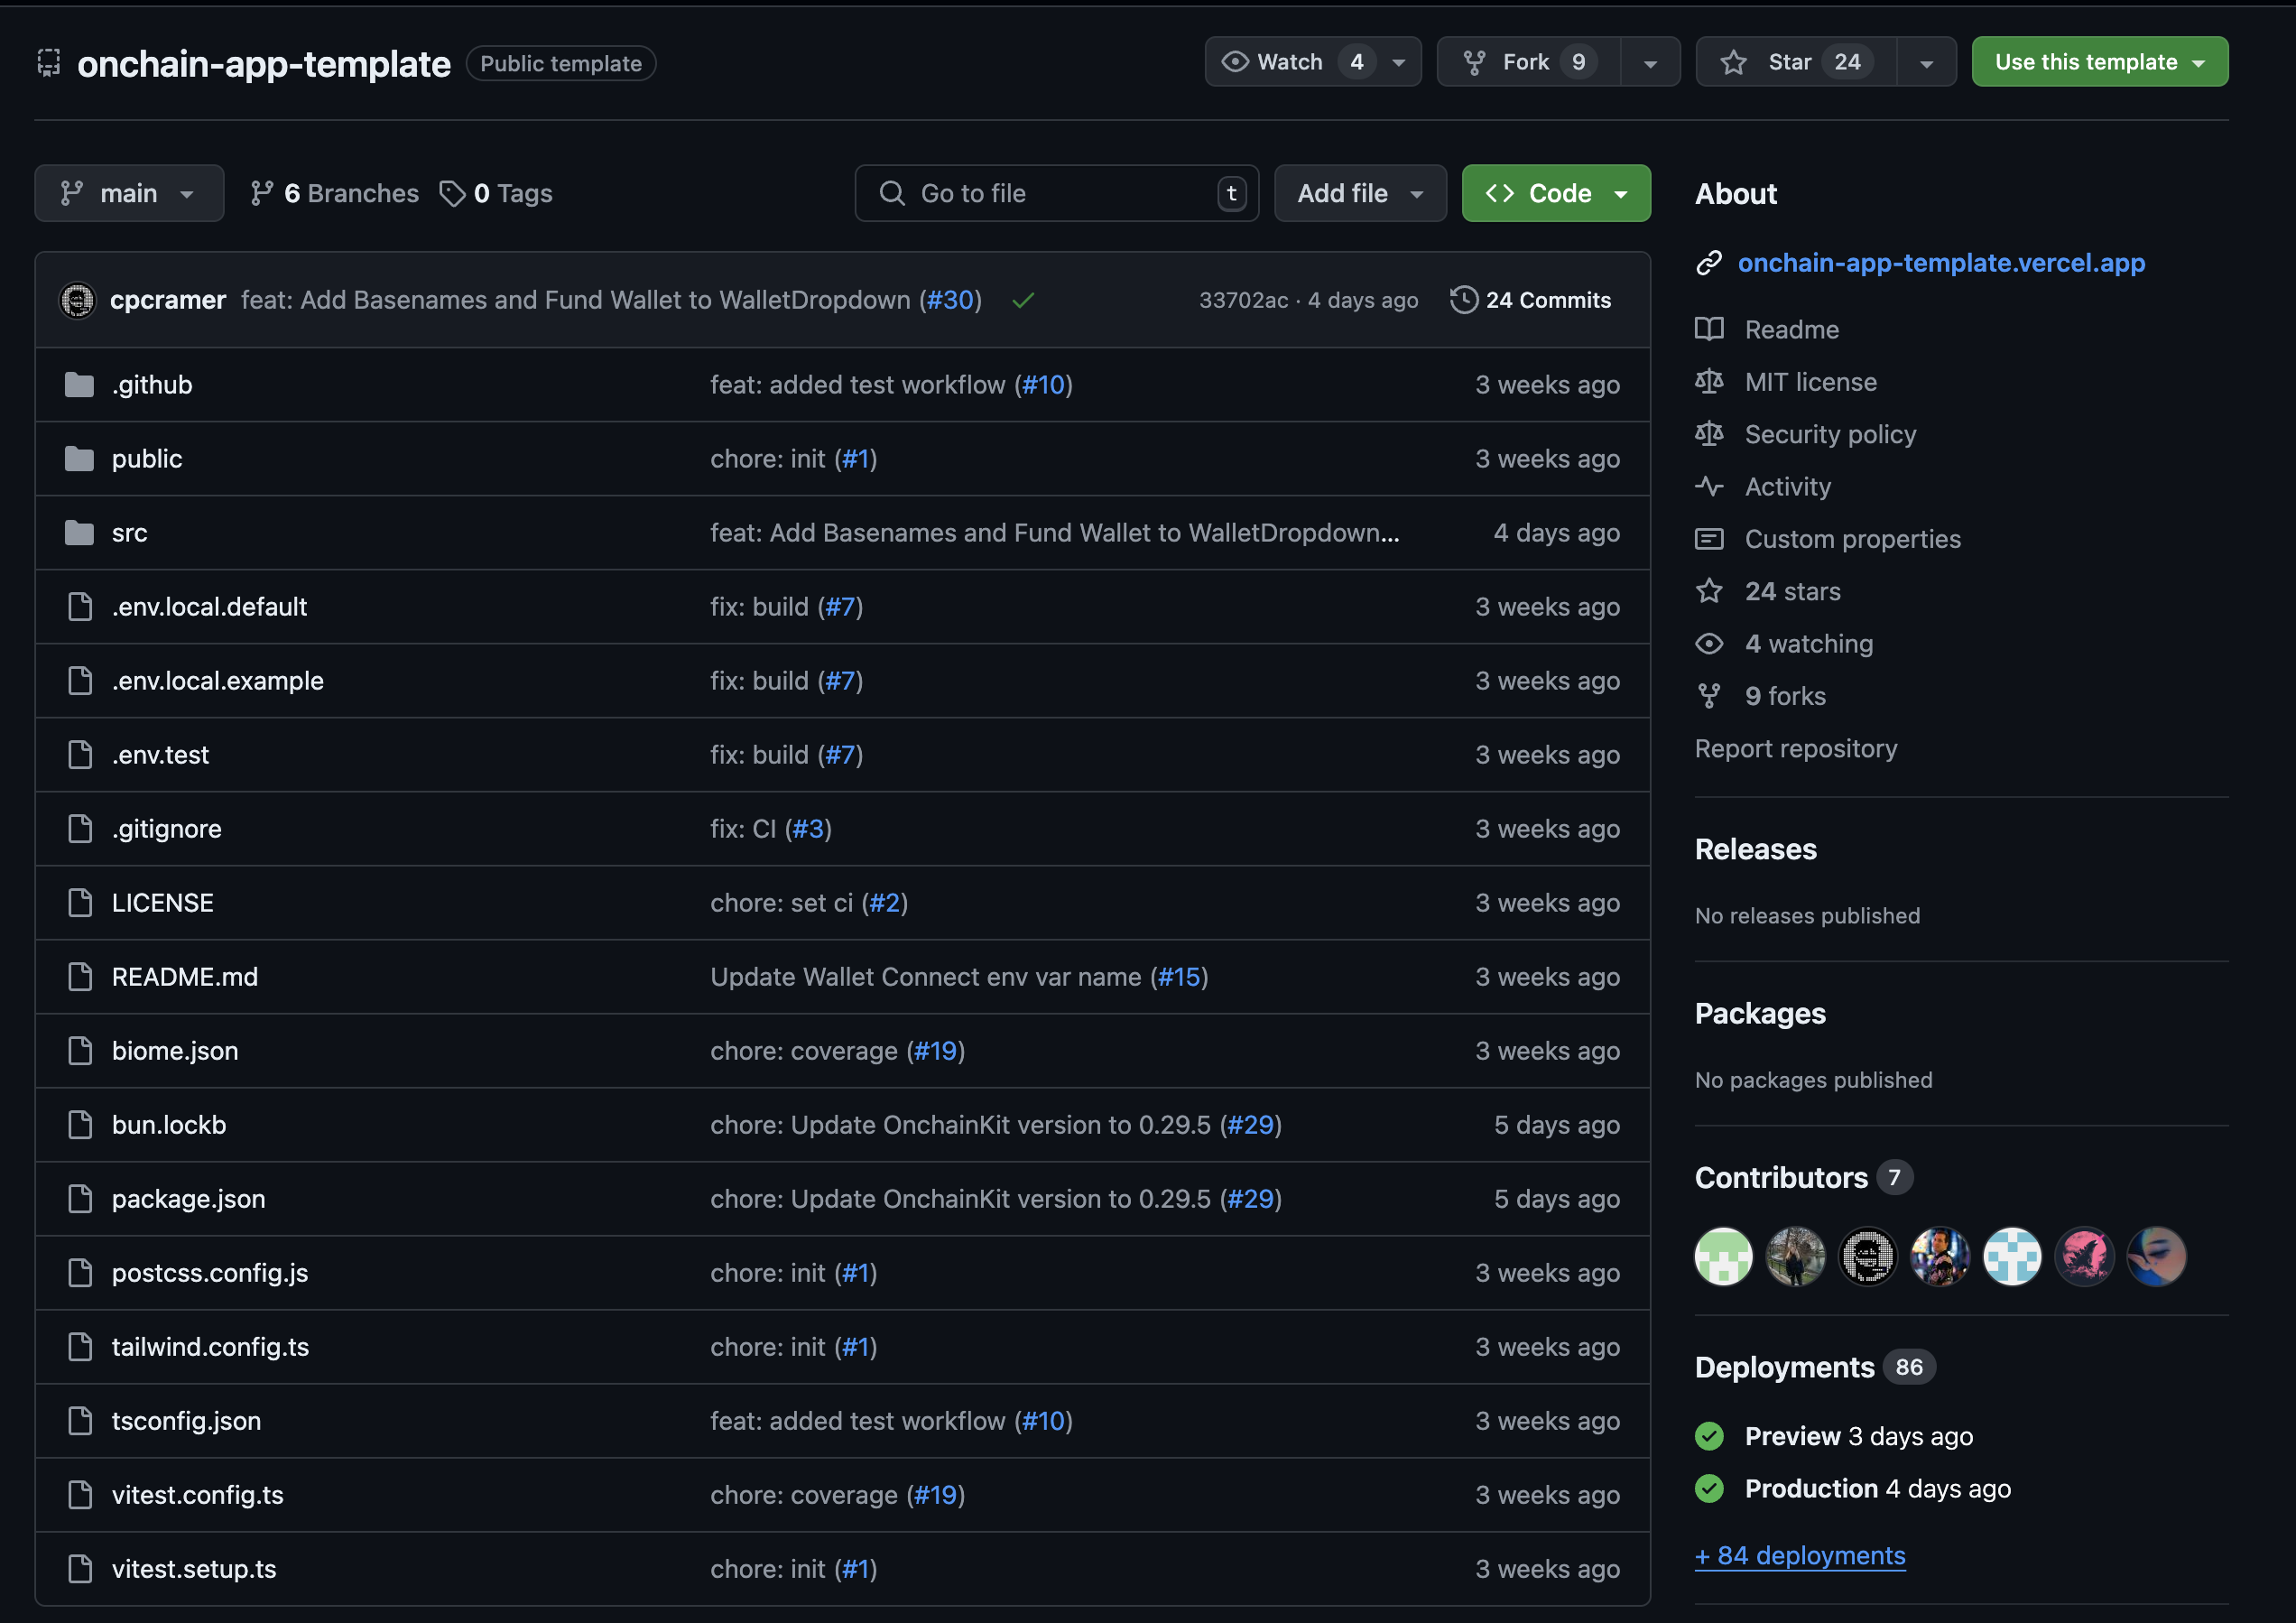 onchain-app-template Public template Watch 4 Fork 9 Star 24 Use this template
main 6 Branches 0 Tags Go to file t Add file Code
cpcramer feat: Add Basenames and Fund Wallet to WalletDropdown (#30) 33702ac · 4 days ago 24 Commits
.github feat: added test workflow (#10) 3 weeks ago
public chore: init (#1) 3 weeks ago
src feat: Add Basenames and Fund Wallet to WalletDropdown... 4 days ago
.env.local.default fix: build (#7) 3 weeks ago
.env.local.example fix: build (#7) 3 weeks ago
.env.test fix: build (#7) 3 weeks ago
.gitignore fix: CI (#3) 3 weeks ago
LICENSE chore: set ci (#2) 3 weeks ago
README.md Update Wallet Connect env var name (#15) 3 weeks ago
biome.json chore: coverage (#19) 3 weeks ago
bun.lockb chore: Update OnchainKit version to 0.29.5 (#29) 5 days ago
package.json chore: Update OnchainKit version to 0.29.5 (#29) 5 days ago
postcss.config.js chore: init (#1) 3 weeks ago
tailwind.config.ts chore: init (#1) 3 weeks ago
tsconfig.json feat: added test workflow (#10) 3 weeks ago
vitest.config.ts chore: coverage (#19) 3 weeks ago
vitest.setup.ts chore: init (#1) 3 weeks ago
About
onchain-app-template.vercel.app
Readme
MIT license
Security policy
Activity
Custom properties
24 stars
4 watching
9 forks
Report repository
Releases
No releases published
Packages
No packages published
Contributors 7
Deployments 86
Preview 3 days ago
Production 4 days ago
+ 84 deployments